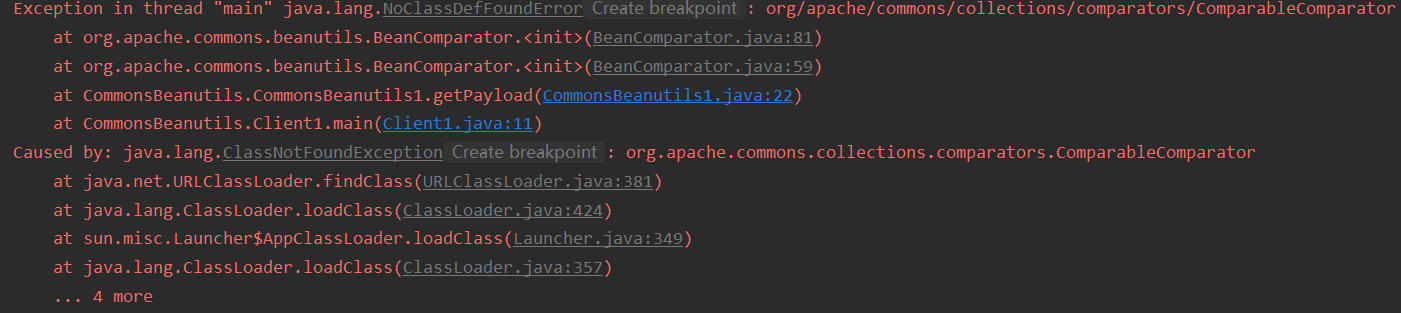 Exception in thread "main" java.lang.NoClassDefFoundError Create breakpoint : org/apache/commons/collections/comparators/ComparableComparator
at org.apache.commons.beanutils.BeanComparator.<init>(BeanComparator.java:81)
at org.apache.commons.beanutils.BeanComparator.<init>(BeanComparator.java:59)
at CommonsBeanutils.CommonsBeanutils1.getPayload(CommonsBeanutils1.java:22)
at CommonsBeanutils.Client1.main(Client1.java:11)
Caused by: java.lang.ClassNotFoundException Create breakpoint : org.apache.commons.collections.comparators.ComparableComparator
at java.net.URLClassLoader.findClass(URLClassLoader.java:381)
at java.lang.ClassLoader.loadClass(ClassLoader.java:424)
at sun.misc.Launcher$AppClassLoader.loadClass(Launcher.java:349)
at java.lang.ClassLoader.loadClass(ClassLoader.java:357)
... 4 more